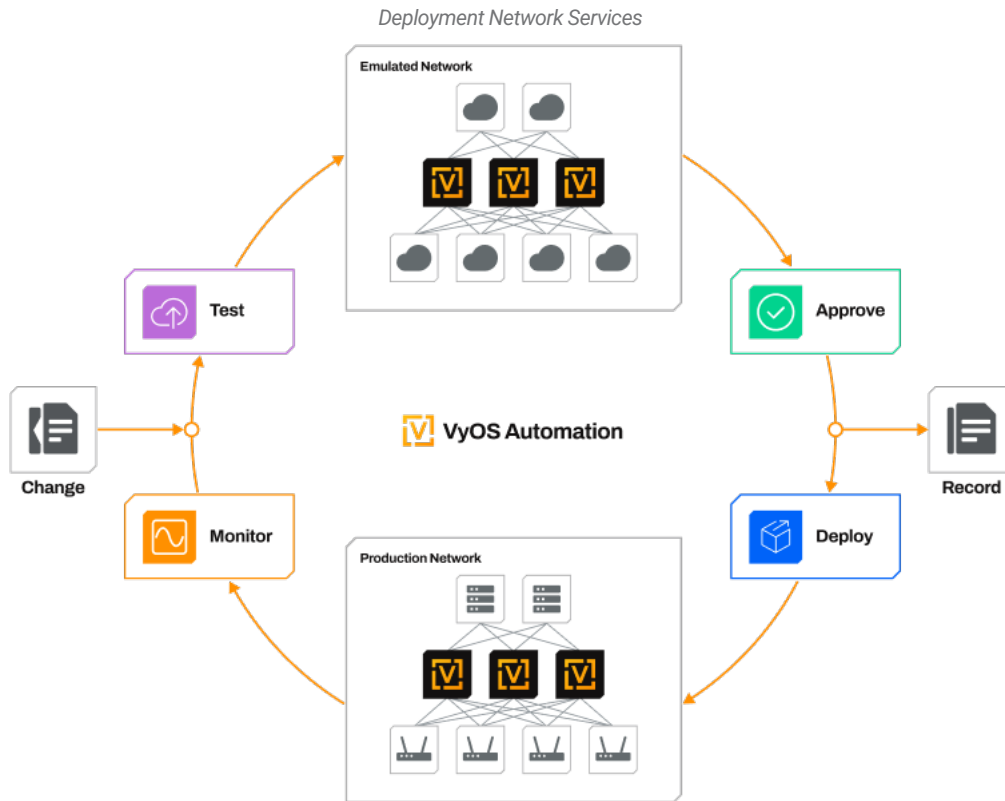 Deployment Network Services
Emulated Network
Test
Approve
VyOS Automation
Change
Record
Monitor
Deploy
Production Network